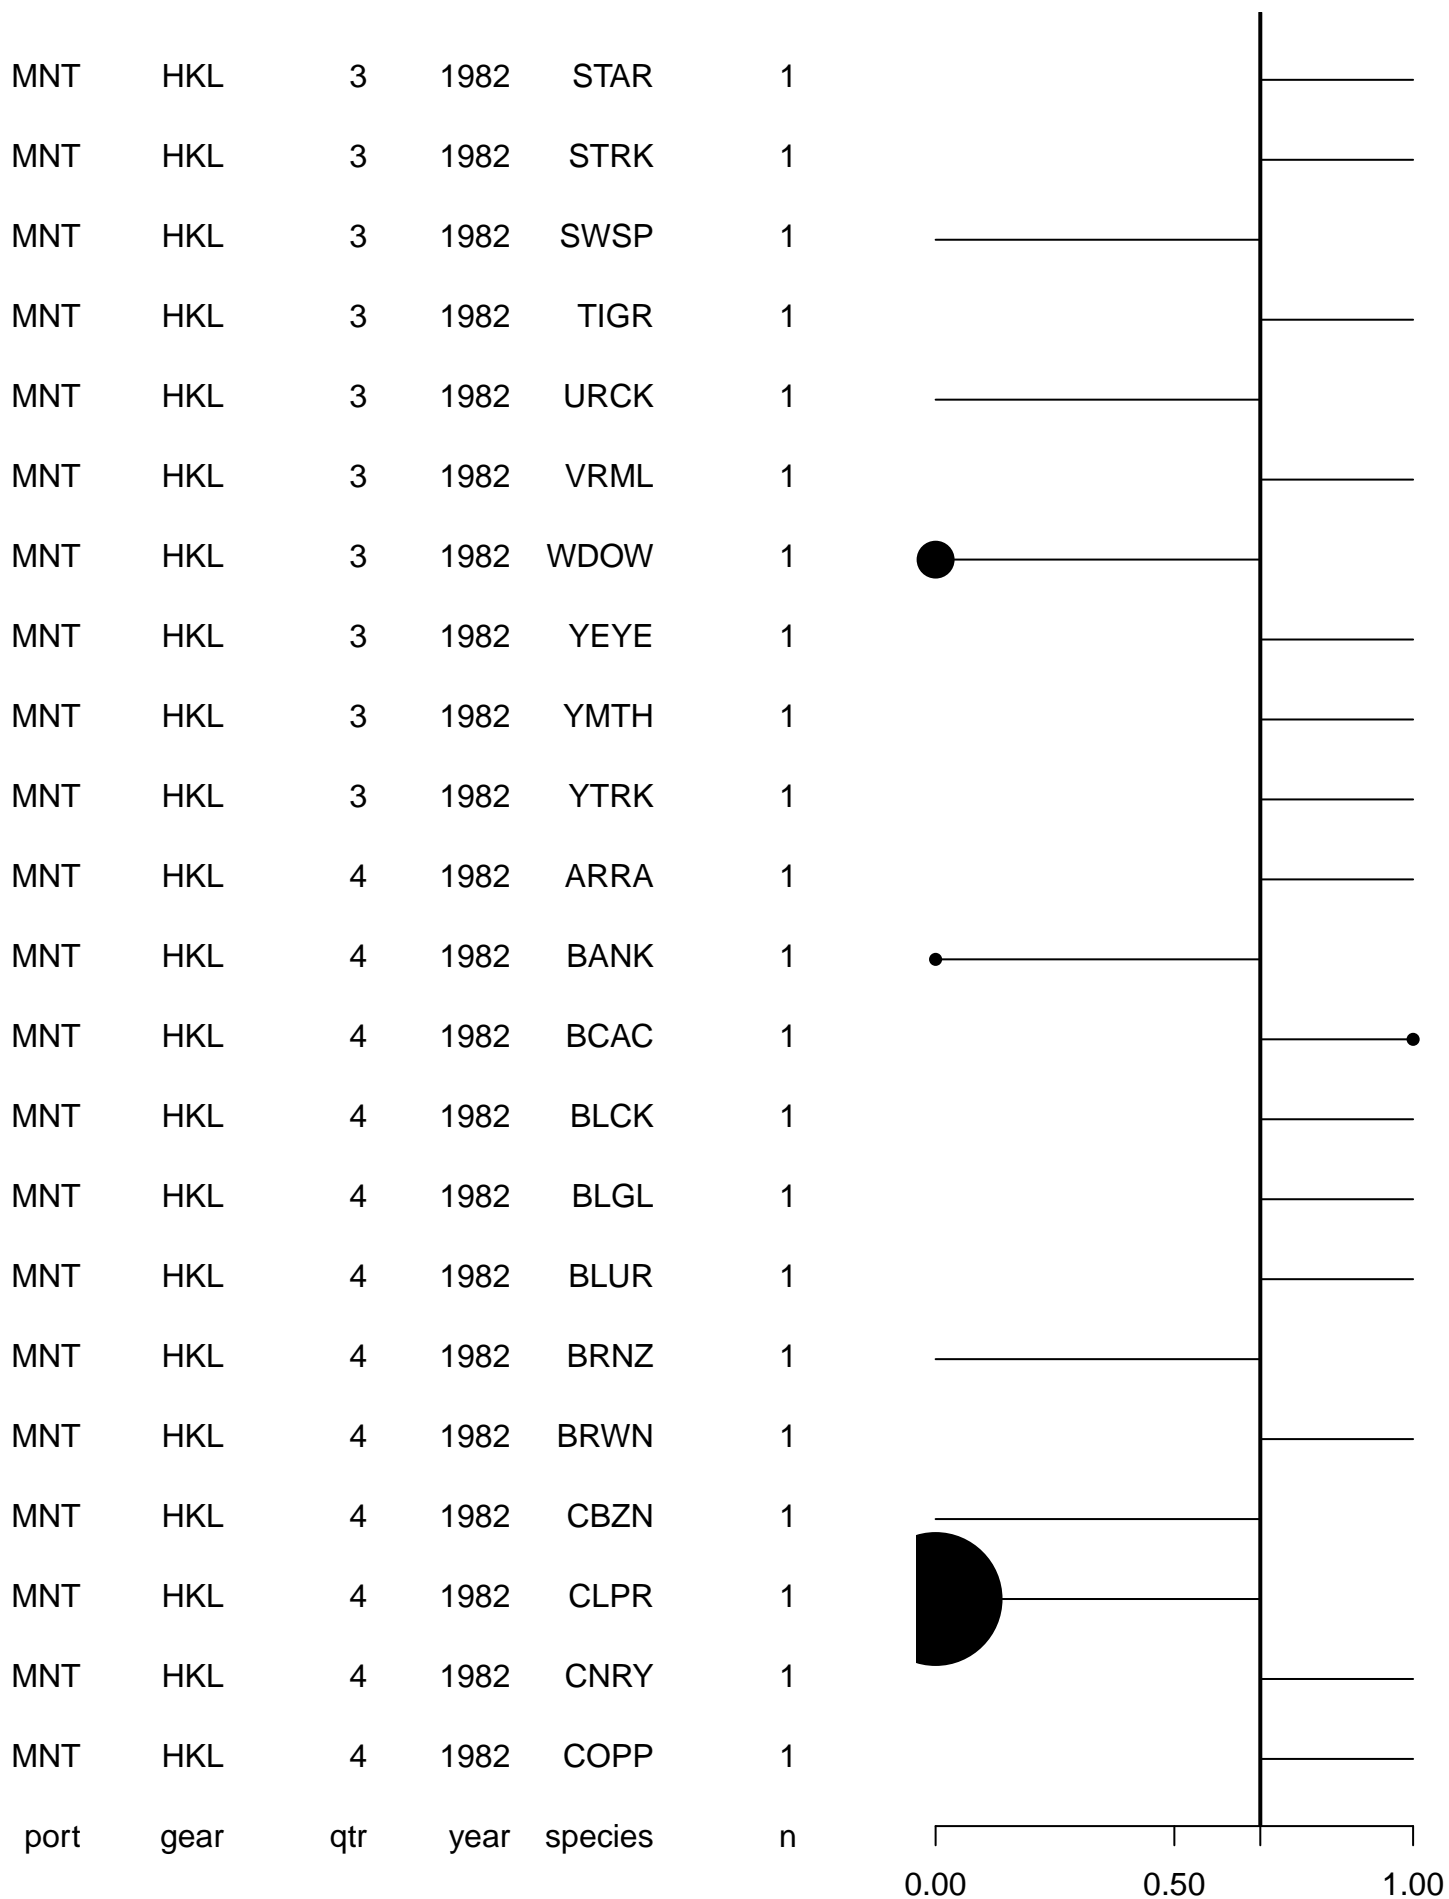 MNT HKL 3 1982 STAR 1
MNT HKL 3 1982 STRK 1
MNT HKL 3 1982 SWSP 1
MNT HKL 3 1982 TIGR 1
MNT HKL 3 1982 URCK 1
MNT HKL 3 1982 VRML 1
MNT HKL 3 1982 WDOW 1
MNT HKL 3 1982 YEYE 1
MNT HKL 3 1982 YMTH 1
MNT HKL 3 1982 YTRK 1
MNT HKL 4 1982 ARRA 1
MNT HKL 4 1982 BANK 1
MNT HKL 4 1982 BCAC 1
MNT HKL 4 1982 BLCK 1
MNT HKL 4 1982 BLGL 1
MNT HKL 4 1982 BLUR 1
MNT HKL 4 1982 BRNZ 1
MNT HKL 4 1982 BRWN 1
MNT HKL 4 1982 CBZN 1
MNT HKL 4 1982 CLPR 1
MNT HKL 4 1982 CNRY 1
MNT HKL 4 1982 COPP 1
port gear qtr year species n
0.00 0.50 1.00